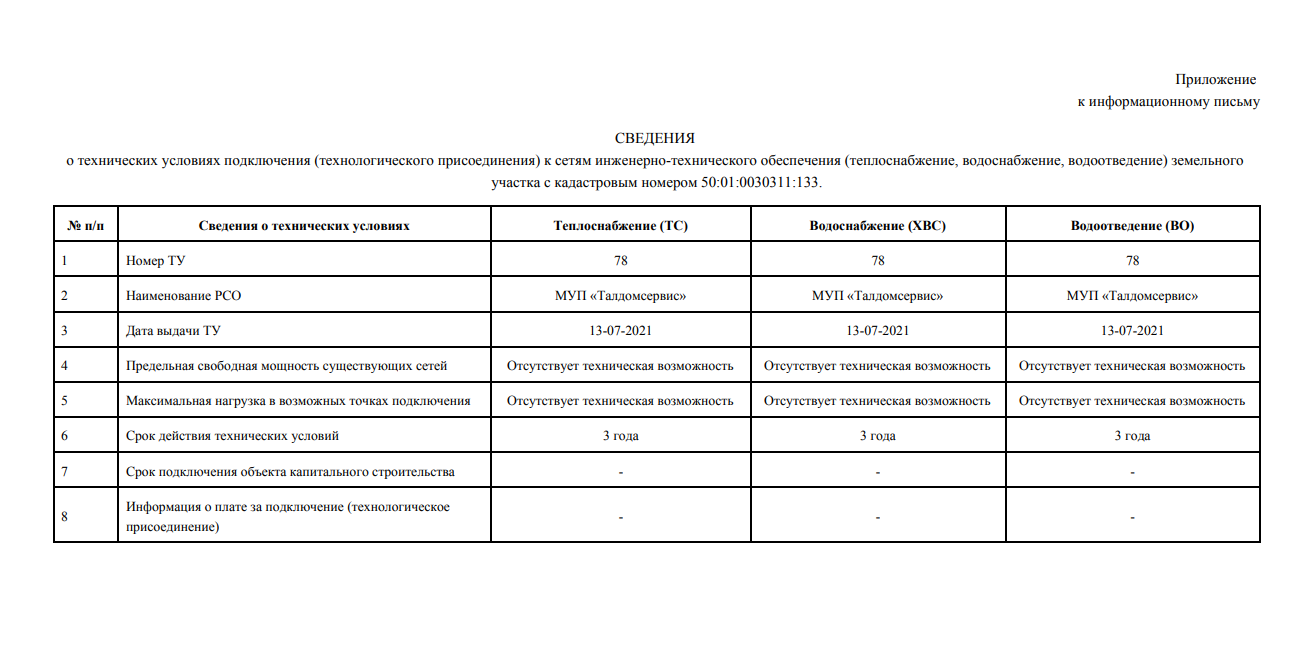 Приложение
к информационному письму
СВЕДЕНИЯ
о технических условиях подключения (технологического присоединения) к сетям инженерно-технического обеспечения (теплоснабжение, водоснабжение, водоотведение) земельного
участка с кадастровым номером 50:01:0030311:133.
№ п/п Сведения о технических условиях Теплоснабжение (ТС) Водоснабжение (ХВС) Водоотведение (ВО)
1 Номер ТУ 78 78 78
2 Наименование РСО МУП «Талдомсервис» МУП «Талдомсервис» МУП «Талдомсервис»
3 Дата выдачи ТУ 13-07-2021 13-07-2021 13-07-2021
4 Предельная свободная мощность существующих сетей Отсутствует техническая возможность Отсутствует техническая возможность Отсутствует техническая возможность
5 Максимальная нагрузка в возможных точках подключения Отсутствует техническая возможность Отсутствует техническая возможность Отсутствует техническая возможность
6 Срок действия технических условий 3 года 3 года 3 года
7 Срок подключения объекта капитального строительства - - -
8 Информация о плате за подключение (технологическое
присоединение) - - -